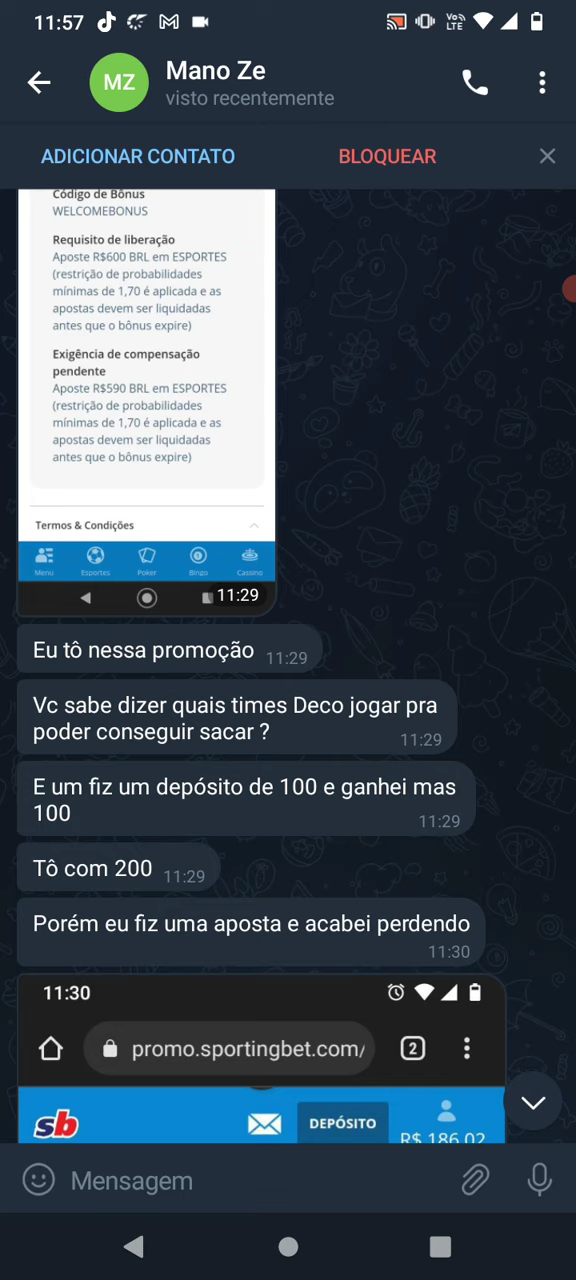 11:57
VoD LTE
MZ
Mano Ze
visto recentemente
ADICIONAR CONTATO
BLOQUEAR
Código de Bônus
WELCOMEBONUS
Requisito de liberação
Aposte R$600 BRL em ESPORTES
(restrição de probabilidades
mínimas de 1,70 é aplicada e as
apostas devem ser liquidadas
antes que o bônus expire)
Exigência de compensação
pendente
Aposte R$590 BRL em ESPORTES
(restrição de probabilidades
mínimas de 1,70 é aplicada e as
apostas devem ser liquidadas
antes que o bônus expire)
Termos & Condições
Menu Esportes Poker Bingo Cassino
11:29
Eu tô nessa promoção 11:29
Vc sabe dizer quais times Deco jogar pra
poder conseguir sacar ?
11:29
E um fiz um depósito de 100 e ganhei mas
100
11:29
Tô com 200 11:29
Porém eu fiz uma aposta e acabei perdendo
11:30
11:30
promo.sportingbet.com/
2
sb
DEPÓSITO
R$ 186,02
Mensagem